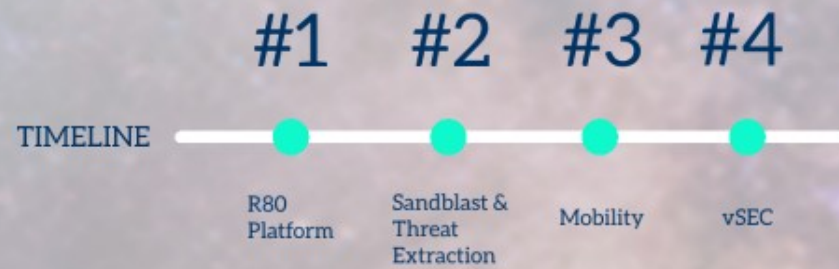 #1 #2 #3 #4
TIMELINE
R80
Platform
Sandblast &
Threat
Extraction
Mobility
vSEC